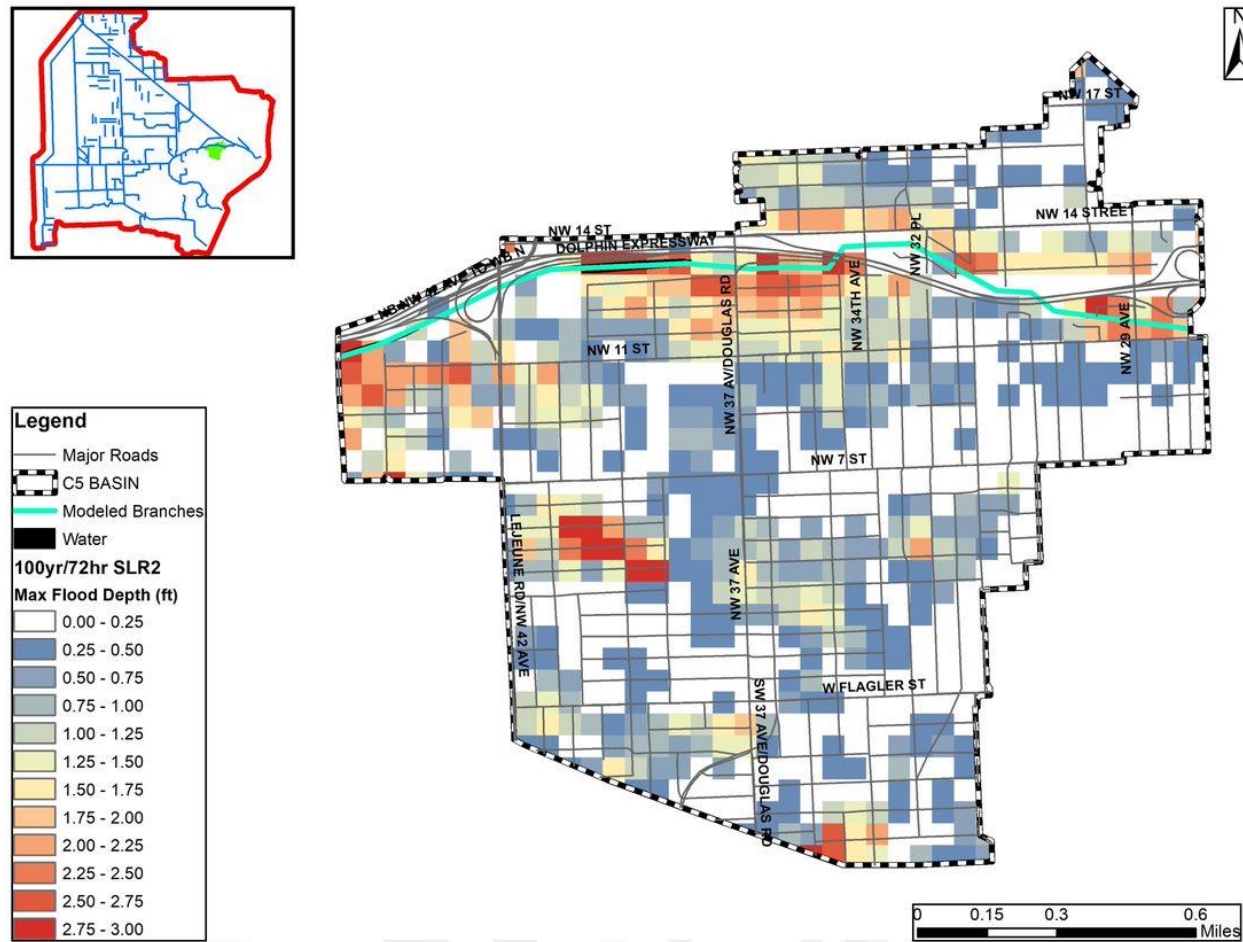 N
NW 17 ST
NW 14 STREET
NW 14 ST
DOLPHIN EXPRESSWAY
NW 32 PL
NW 34TH AVE
NW 37 AV/DOUGLAS RD
NW 29 AVE
NW 11 ST
NW 7 ST
LEJEUNE RD/NW 42 AVE
NW 37 AVE
W FLAGLER ST
SW 37 AVE/DOUGLAS RD
Legend
Major Roads
C5 BASIN
Modeled Branches
Water
100yr/72hr SLR2
Max Flood Depth (ft)
0.00 - 0.25
0.25 - 0.50
0.50 - 0.75
0.75 - 1.00
1.00 - 1.25
1.25 - 1.50
1.50 - 1.75
1.75 - 2.00
2.00 - 2.25
2.25 - 2.50
2.50 - 2.75
2.75 - 3.00
0 0.15 0.3 0.6
Miles